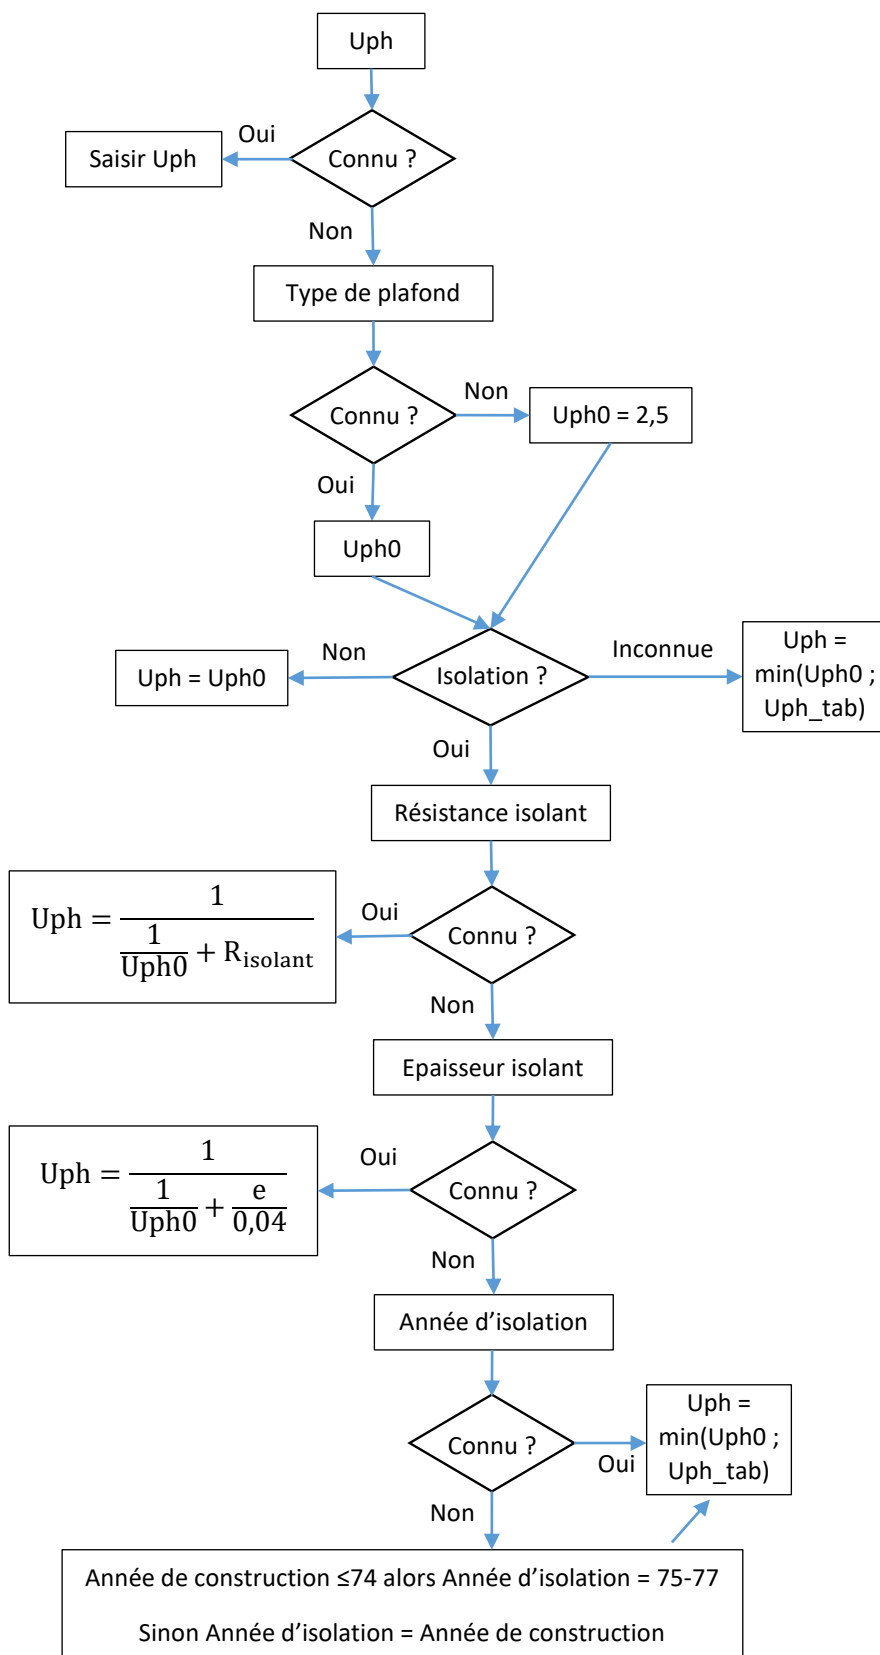 Uph
Connu ?
Oui
Saisir Uph
Non
Type de plafond
Connu ?
Non
Uph0 = 2,5
Oui
Uph0
Isolation ?
Non
Uph = Uph0
Inconnue
Uph =
min(Uph0 ;
Uph_tab)
Oui
Résistance isolant
Connu ?
Oui
Uph = 1 / (1/Uph0 + Risolant)
Non
Epaisseur isolant
Connu ?
Oui
Uph = 1 / (1/Uph0 + e/0,04)
Non
Année d’isolation
Connu ?
Oui
Uph =
min(Uph0 ;
Uph_tab)
Non
Année de construction ≤74 alors Année d’isolation = 75-77
Sinon Année d’isolation = Année de construction